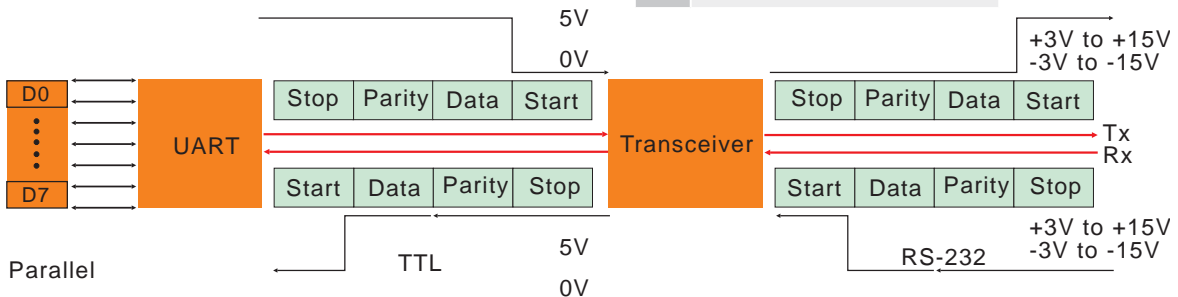 5V
0V
+3V to +15V
-3V to -15V
D0
D7
UART
Stop Parity Data Start
Transceiver
Stop Parity Data Start
Tx
Rx
Start Data Parity Stop
Start Data Parity Stop
+3V to +15V
-3V to -15V
5V
0V
TTL
RS-232
Parallel